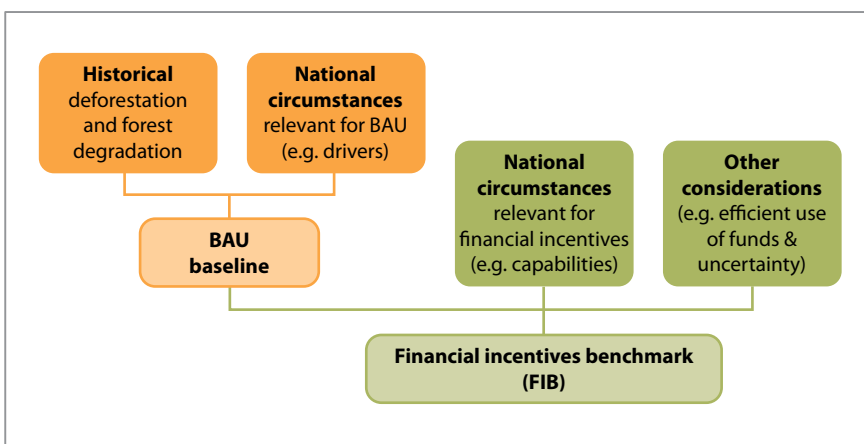 Historical
deforestation
and forest
degradation
National
circumstances
relevant for BAU
(e.g. drivers)
National
circumstances
relevant for
financial incentives
(e.g. capabilities)
Other
considerations
(e.g. efficient use
of funds &
uncertainty)
BAU
baseline
Financial incentives benchmark
(FIB)